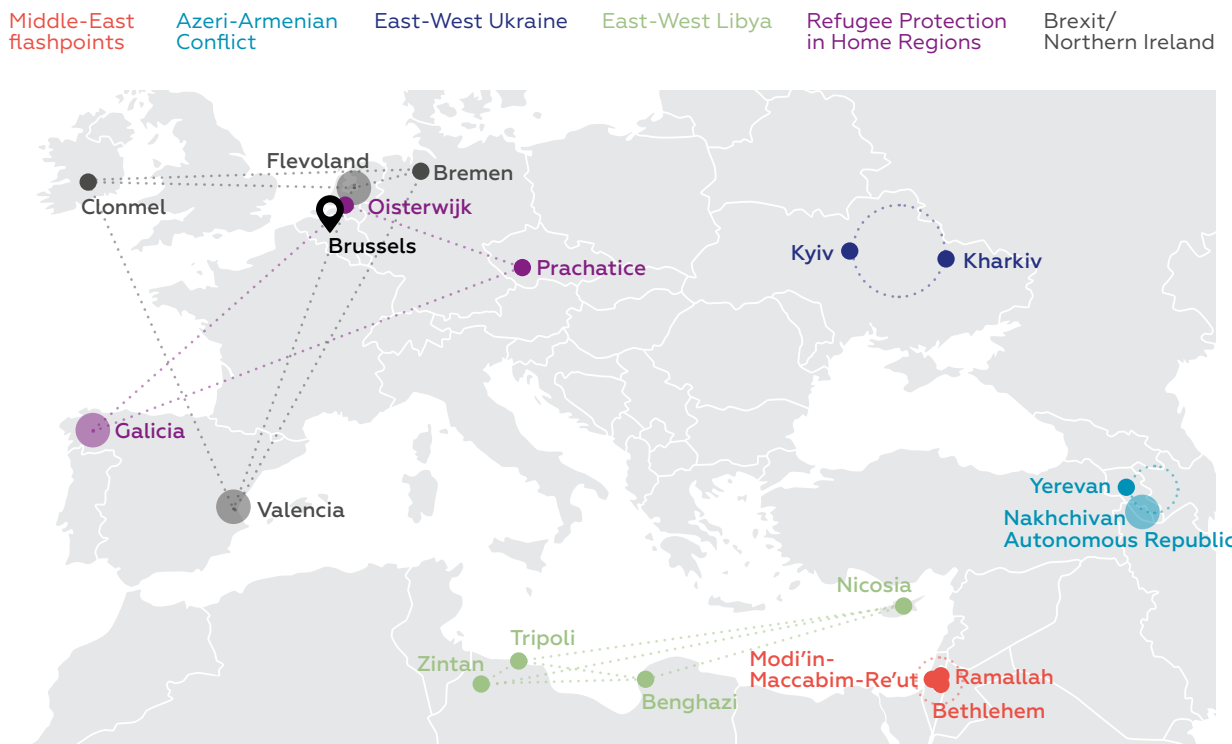 Middle-East
flashpoints
Azeri-Armenian
Conflict
East-West Ukraine
East-West Libya
Refugee Protection
in Home Regions
Brexit/
Northern Ireland
Flevoland
Bremen
Clonmel
Oisterwijk
Brussels
Prachatice
Kyiv
Kharkiv
Galicia
Valencia
Yerevan
Nakhchivan
Autonomous Republic
Nicosia
Tripoli
Zintan
Benghazi
Modi’in-
Maccabim-Re’ut
Ramallah
Bethlehem